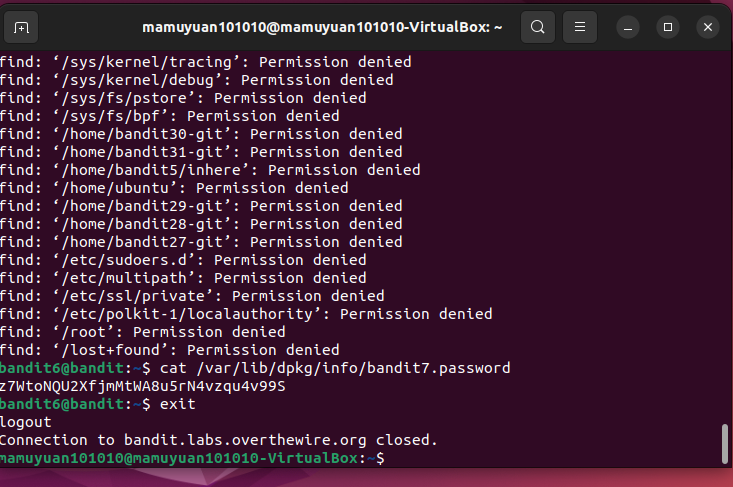 mamuyuan101010@mamuyuan101010-VirtualBox: ~
find: ‘/sys/kernel/tracing’: Permission denied
find: ‘/sys/kernel/debug’: Permission denied
find: ‘/sys/fs/pstore’: Permission denied
find: ‘/sys/fs/bpf’: Permission denied
find: ‘/home/bandit30-git’: Permission denied
find: ‘/home/bandit31-git’: Permission denied
find: ‘/home/bandit5/inhere’: Permission denied
find: ‘/home/ubuntu’: Permission denied
find: ‘/home/bandit29-git’: Permission denied
find: ‘/home/bandit28-git’: Permission denied
find: ‘/home/bandit27-git’: Permission denied
find: ‘/etc/sudoers.d’: Permission denied
find: ‘/etc/multipath’: Permission denied
find: ‘/etc/ssl/private’: Permission denied
find: ‘/etc/polkit-1/localauthority’: Permission denied
find: ‘/root’: Permission denied
find: ‘/lost+found’: Permission denied
bandit6@bandit:~$ cat /var/lib/dpkg/info/bandit7.password
z7WtoNQU2XfjmMtWA8u5rN4vzqu4v99S
bandit6@bandit:~$ exit
logout
Connection to bandit.labs.overthewire.org closed.
mamuyuan101010@mamuyuan101010-VirtualBox:~$